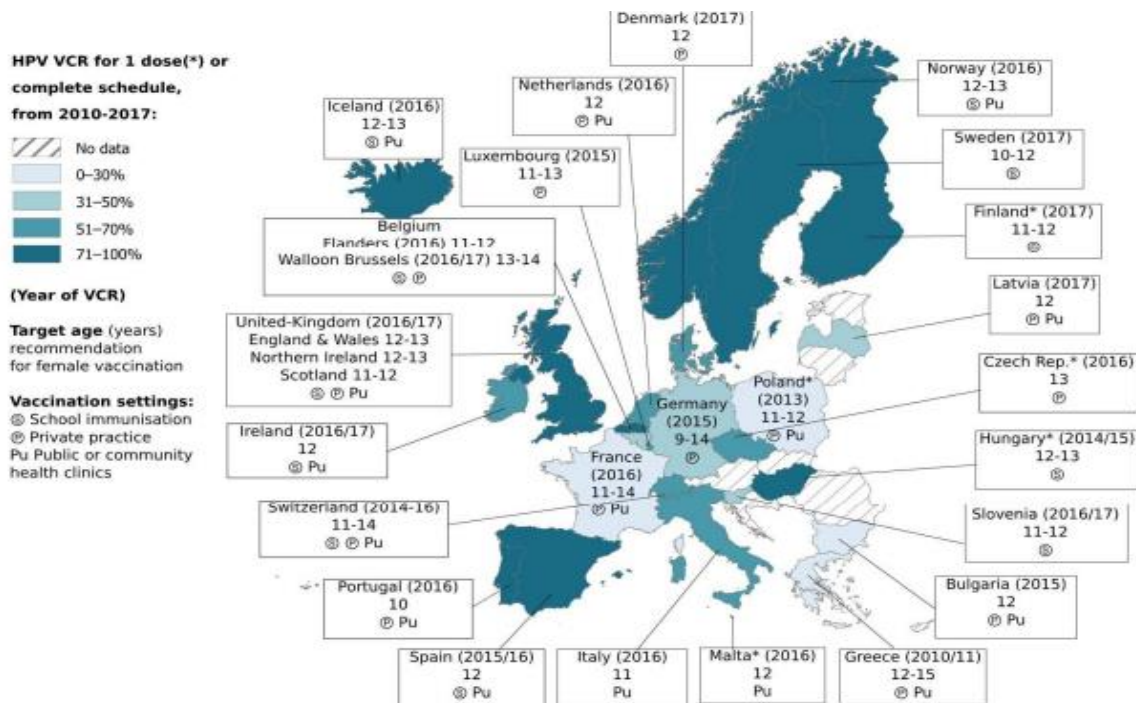 HPV VCR for 1 dose(*) or
complete schedule,
from 2010-2017:
No data
0–30%
31–50%
51–70%
71–100%
(Year of VCR)
Target age (years)
recommendation
for female vaccination
Vaccination settings:
Ⓢ School immunisation
Ⓟ Private practice
Pu Public or community
health clinics
Denmark (2017)
12
Ⓟ
Netherlands (2016)
12
Ⓟ Pu
Norway (2016)
12-13
Ⓢ Pu
Iceland (2016)
12-13
Ⓢ Pu
Luxembourg (2015)
11-13
Ⓟ
Sweden (2017)
10-12
Ⓢ
Belgium
Flanders (2016) 11-12
Walloon Brussels (2016/17) 13-14
Ⓢ Ⓟ
Finland* (2017)
11-12
Ⓢ
Latvia (2017)
12
Ⓟ Pu
United-Kingdom (2016/17)
England & Wales 12-13
Northern Ireland 12-13
Scotland 11-12
Ⓢ Ⓟ Pu
Czech Rep.* (2016)
13
Ⓟ
Poland*
(2013)
11-12
Ⓟ Pu
Germany
(2015)
9-14
Ⓟ
Ireland (2016/17)
12
Ⓢ Pu
Hungary* (2014/15)
12-13
Ⓢ
France
(2016)
11-14
Ⓟ Pu
Switzerland (2014-16)
11-14
Ⓢ Ⓟ Pu
Slovenia (2016/17)
11-12
Ⓢ
Portugal (2016)
10
Ⓟ Pu
Bulgaria (2015)
12
Ⓟ Pu
Spain (2015/16)
12
Ⓢ Pu
Italy (2016)
11
Pu
Malta* (2016)
12
Pu
Greece (2010/11)
12-15
Ⓟ Pu